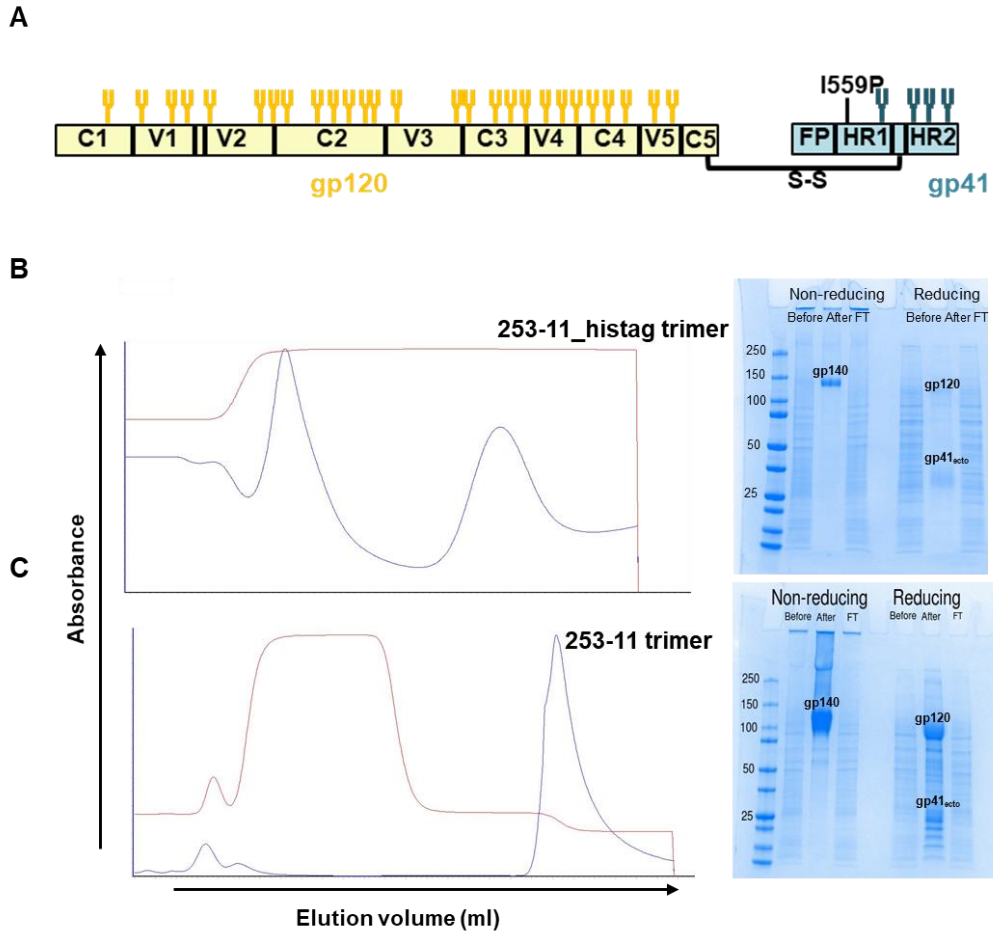 A
I559P
C1 V1 V2 C2 V3 C3 V4 C4 V5 C5 FP HR1 HR2
S-S
gp120 gp41
B
253-11_histag trimer
Non-reducing Reducing
Before After FT Before After FT
250
150
100
50
25
gp140
gp120
gp41ecto
C
Absorbance
253-11 trimer
Elution volume (ml)
Non-reducing Reducing
Before After FT Before After FT
250
150
100
50
25
gp140
gp120
gp41ecto